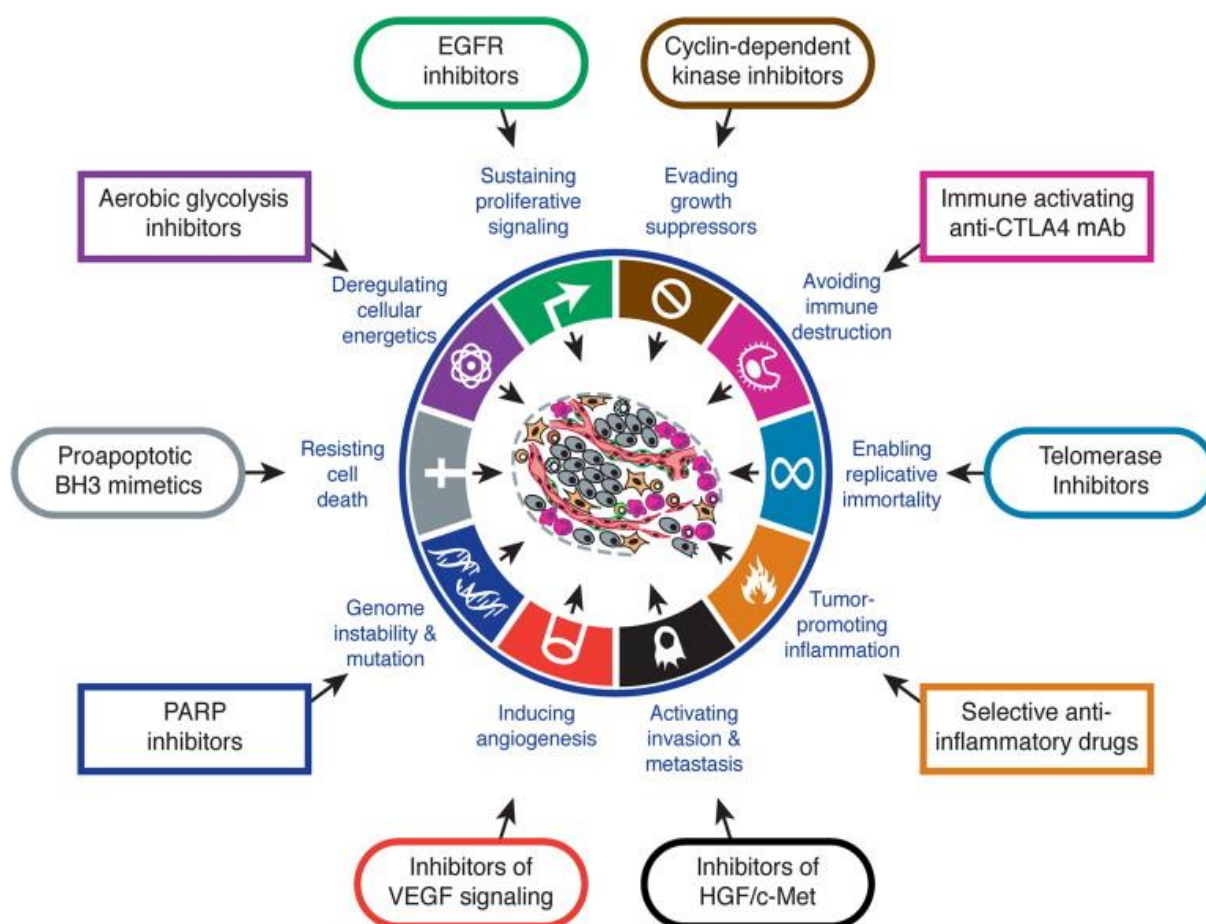 EGFR
inhibitors
Cyclin-dependent
kinase inhibitors
Aerobic glycolysis
inhibitors
Sustaining
proliferative
signaling
Evading
growth
suppressors
Immune activating
anti-CTLA4 mAb
Deregulating
cellular
energetics
Avoiding
immune
destruction
Proapoptotic
BH3 mimetics
Resisting
cell
death
Enabling
replicative
immortality
Telomerase
Inhibitors
Genome
instability &
mutation
Tumor-
promoting
inflammation
PARP
inhibitors
Inducing
angiogenesis
Activating
invasion &
metastasis
Selective anti-
inflammatory drugs
Inhibitors of
VEGF signaling
Inhibitors of
HGF/c-Met